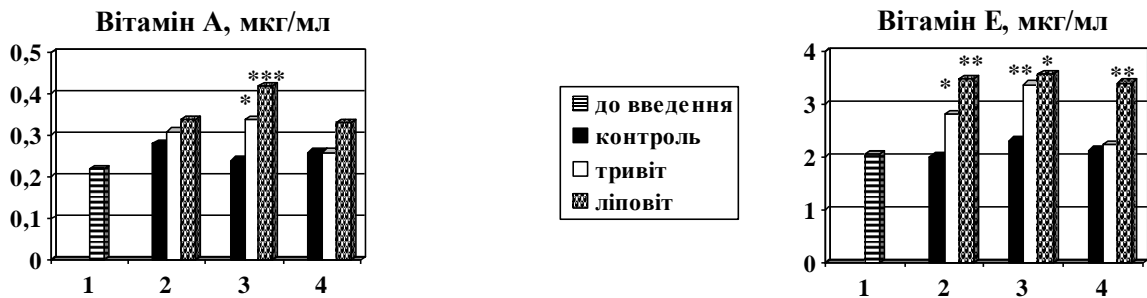 Вітамін А, мкг/мл
0,5
0,4
0,3
0,2
0,1
0
*
***
1 2 3 4
до введення
контроль
тривіт
ліповіт
Вітамін Е, мкг/мл
4
3
2
1
0
*
**
**
*
**
1 2 3 4